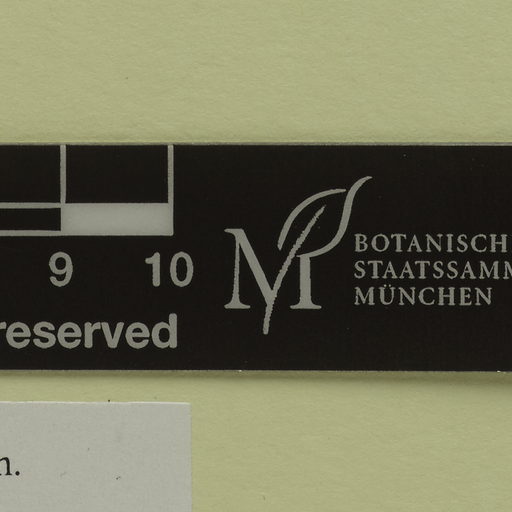 9 10
reserved
BOTANISCH
STAATSSAMM
MÜNCHEN
n.